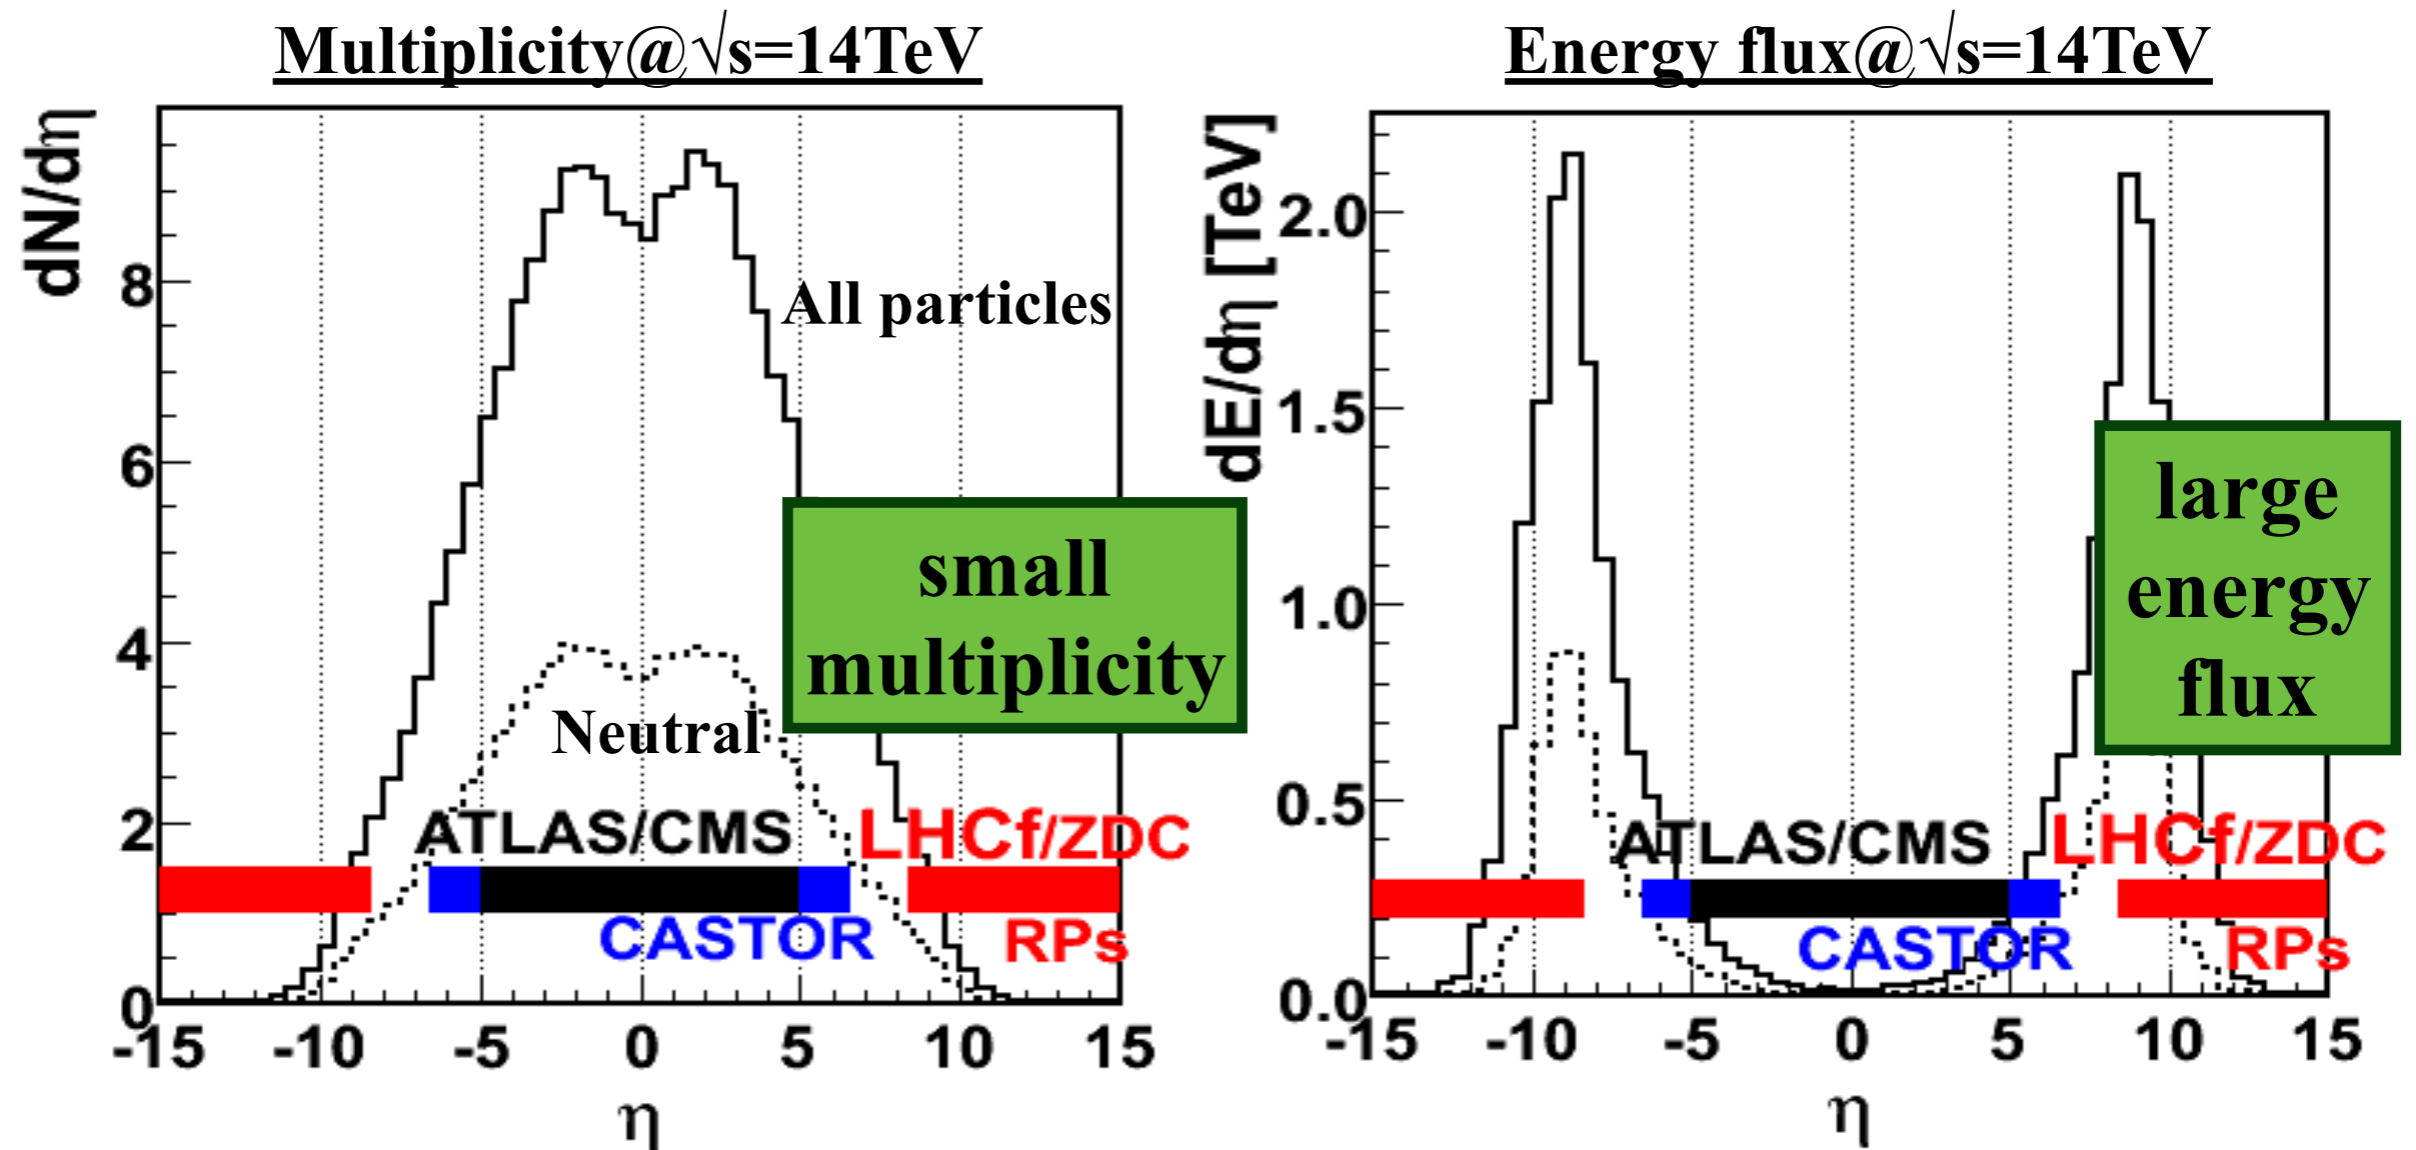 Multiplicity@√s=14TeV
dN/dη
8
6
4
2
0
All particles
small
multiplicity
Neutral
ATLAS/CMS
LHCf/ZDC
CASTOR
RPs
-15 -10 -5 0 5 10 15
η
Energy flux@√s=14TeV
dE/dη [TeV]
2.0
1.5
1.0
0.5
0.0
large
energy
flux
ATLAS/CMS
LHCf/ZDC
CASTOR
RPs
-15 -10 -5 0 5 10 15
η